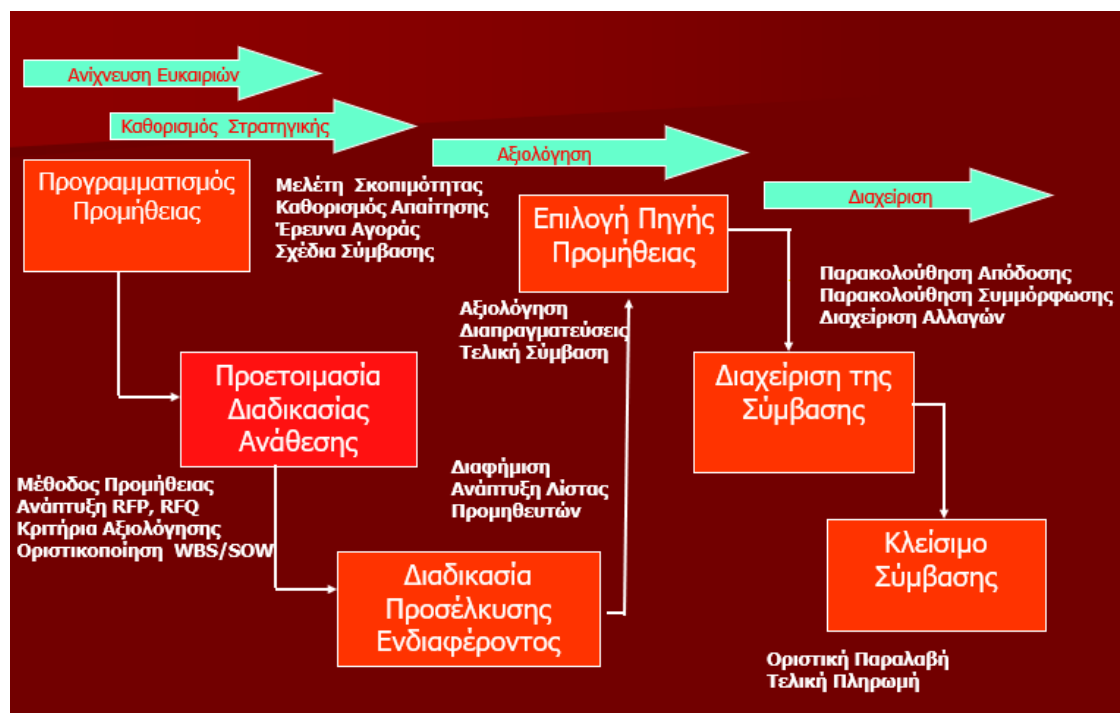 Ανίχνευση Ευκαιριών
Καθορισμός Στρατηγικής
Αξιολόγηση
Διαχείριση
Προγραμματισμός
Προμήθειας
Μελέτη Σκοπιμότητας
Καθορισμός Απαίτησης
Έρευνα Αγοράς
Σχέδια Σύμβασης
Επιλογή Πηγής
Προμήθειας
Αξιολόγηση
Διαπραγματεύσεις
Τελική Σύμβαση
Παρακολούθηση Απόδοσης
Παρακολούθηση Συμμόρφωσης
Διαχείριση Αλλαγών
Προετοιμασία
Διαδικασίας
Ανάθεσης
Διαχείριση της
Σύμβασης
Μέθοδος Προμήθειας
Ανάπτυξη RFP, RFQ
Κριτήρια Αξιολόγησης
Οριστικοποίηση WBS/SOW
Διαφήμιση
Ανάπτυξη Λίστας
Προμηθευτών
Διαδικασία
Προσέλκυσης
Ενδιαφέροντος
Κλείσιμο
Σύμβασης
Οριστική Παραλαβή
Τελική Πληρωμή